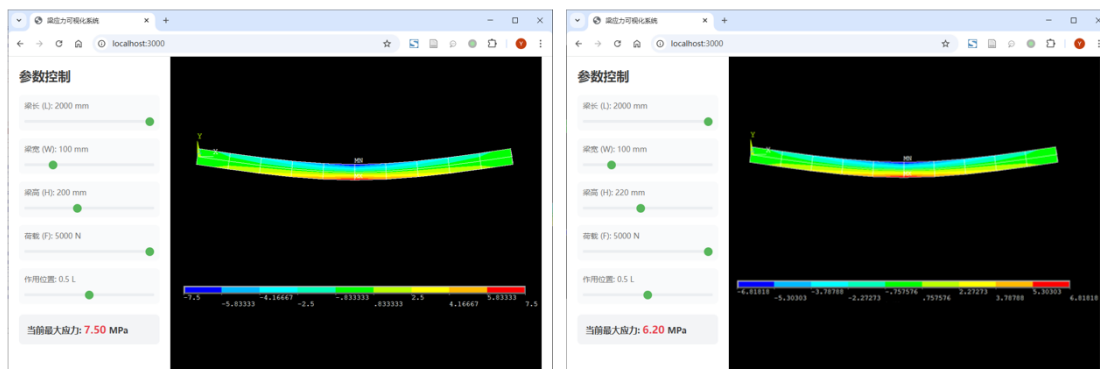 梁应力可视化系统
localhost:3000
参数控制
梁长 (L): 2000 mm
梁宽 (W): 100 mm
梁高 (H): 200 mm
荷载 (F): 5000 N
作用位置: 0.5 L
当前最大应力: 7.50 MPa
Y
X
MN
-7.5 -4.16667 -.833333 2.5 5.83333
-5.83333 -2.5 .833333 4.16667 7.5
梁应力可视化系统
localhost:3000
参数控制
梁长 (L): 2000 mm
梁宽 (W): 100 mm
梁高 (H): 220 mm
荷载 (F): 5000 N
作用位置: 0.5 L
当前最大应力: 6.20 MPa
Y
X
MN
-6.81818 -3.78788 -.757576 2.27273 5.30303
-5.30303 -2.27273 .757576 3.78788 6.81818